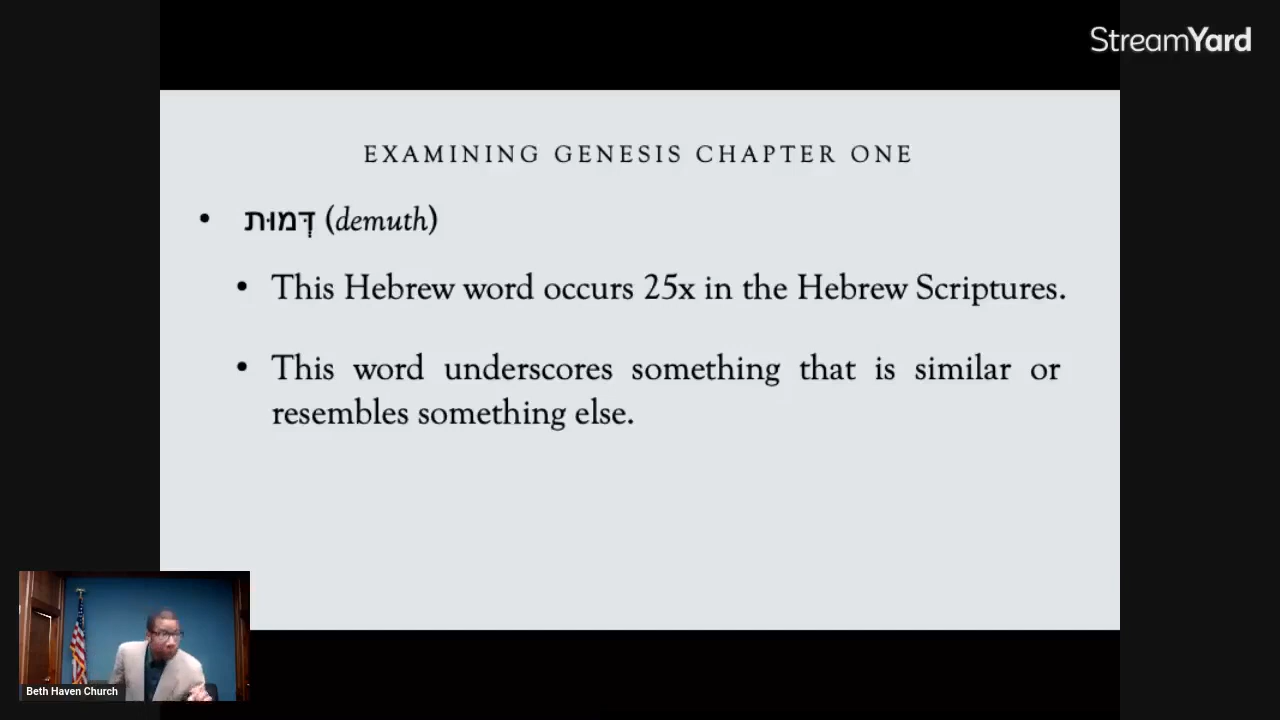 StreamYard
EXAMINING GENESIS CHAPTER ONE
• דְּמוּת (demuth)
• This Hebrew word occurs 25x in the Hebrew Scriptures.
• This word underscores something that is similar or
resembles something else.
Beth Haven Church